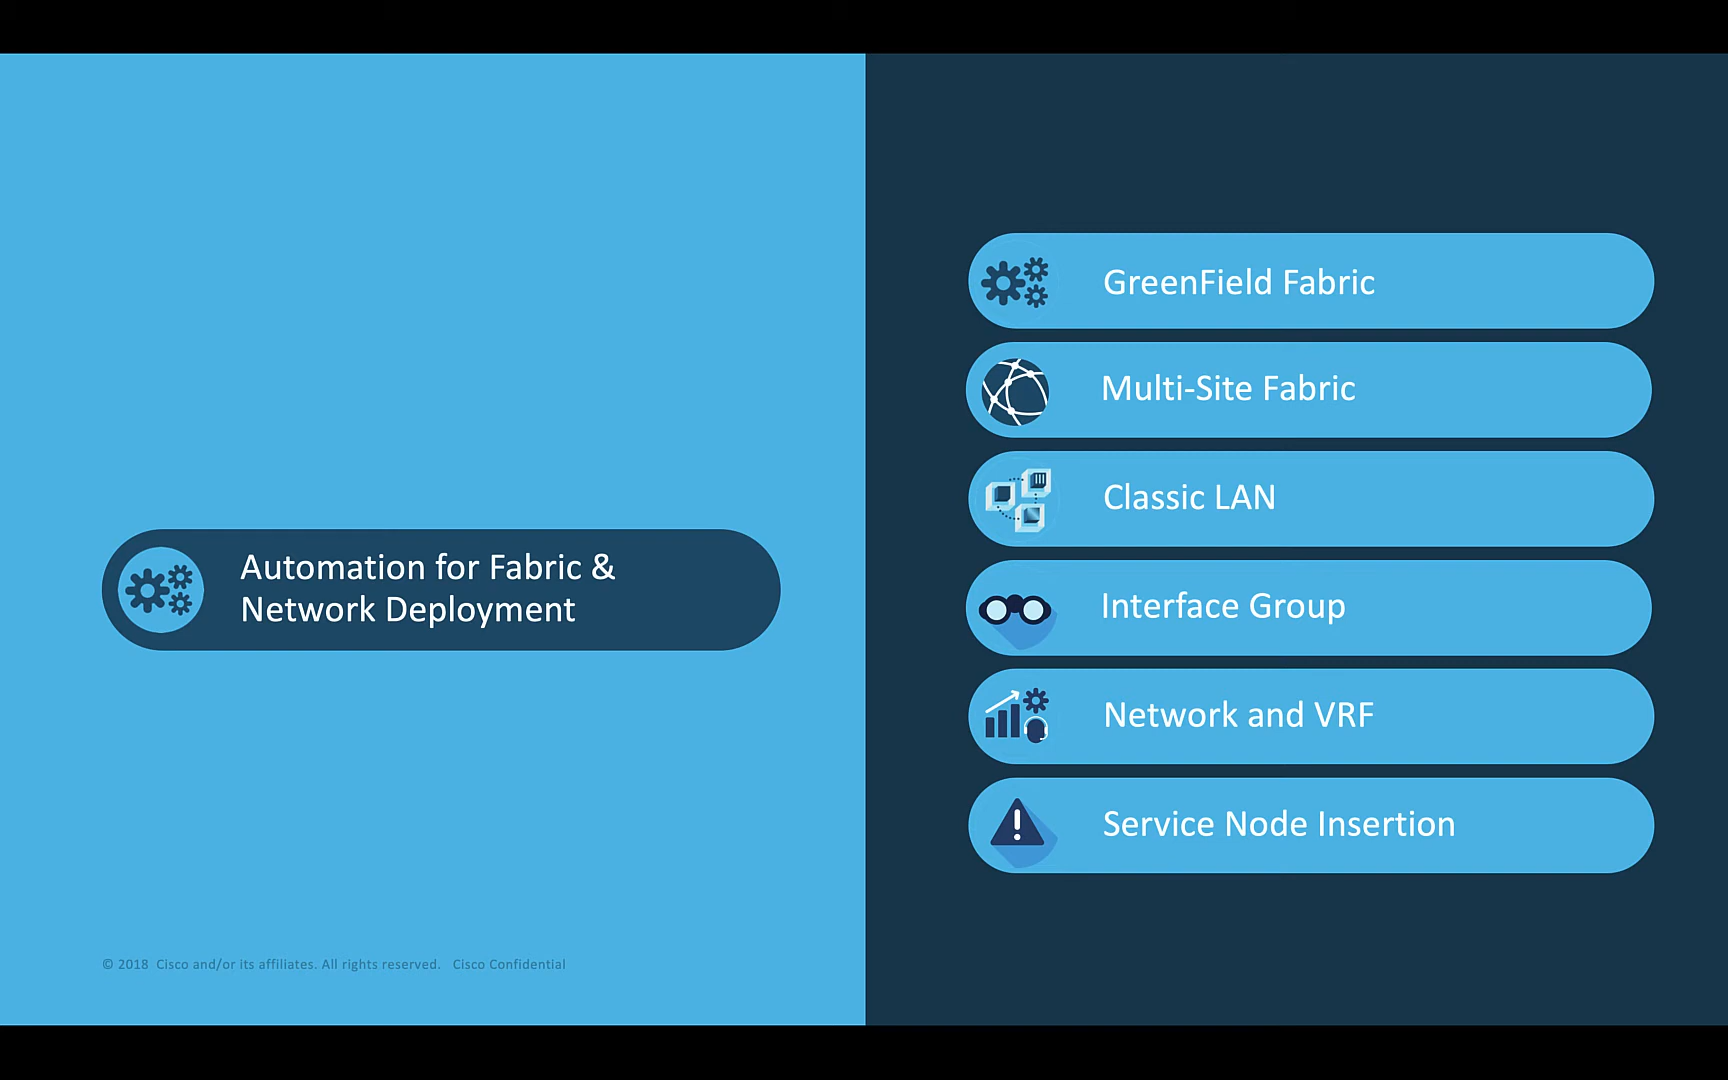 Automation for Fabric &
Network Deployment
© 2018 Cisco and/or its affiliates. All rights reserved. Cisco Confidential
GreenField Fabric
Multi-Site Fabric
Classic LAN
Interface Group
Network and VRF
Service Node Insertion